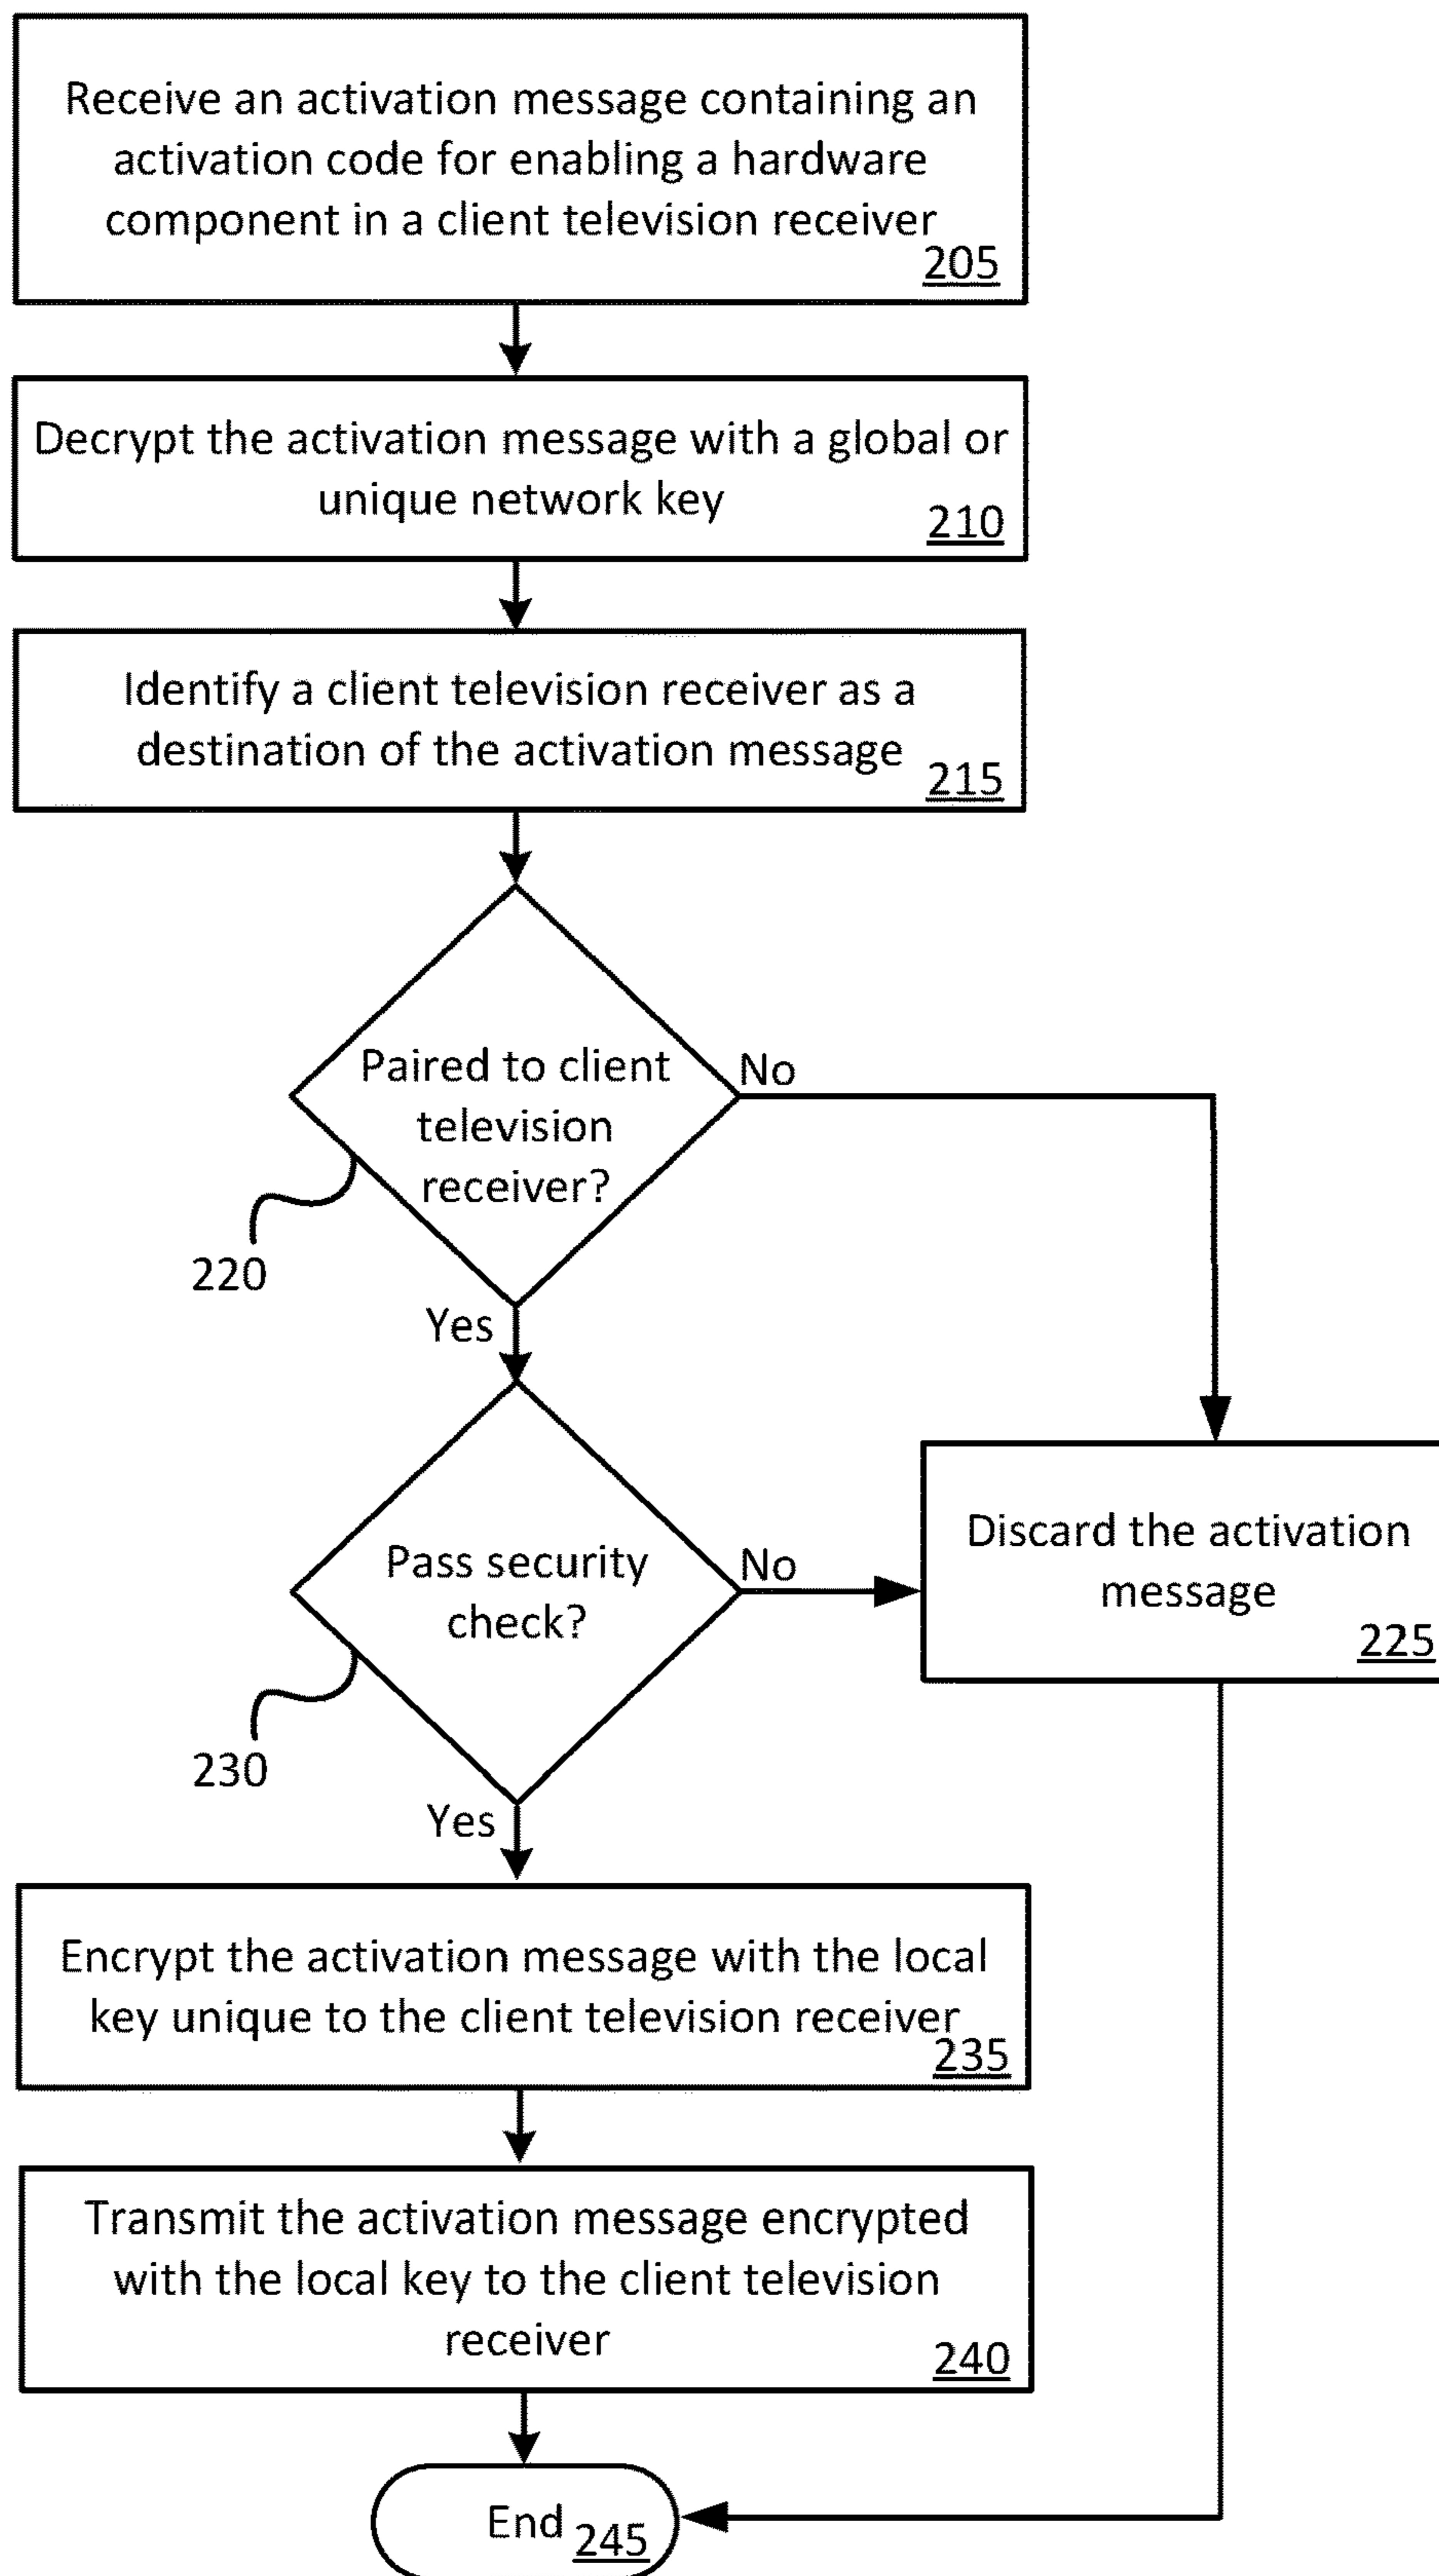 Receive an activation message containing an
activation code for enabling a hardware
component in a client television receiver
205
Decrypt the activation message with a global or
unique network key
210
Identify a client television receiver as a
destination of the activation message
215
Paired to client
television
receiver?
No
220
Yes
Pass security
check?
No
Discard the activation
message
225
230
Yes
Encrypt the activation message with the local
key unique to the client television receiver
235
Transmit the activation message encrypted
with the local key to the client television
receiver
240
End 245